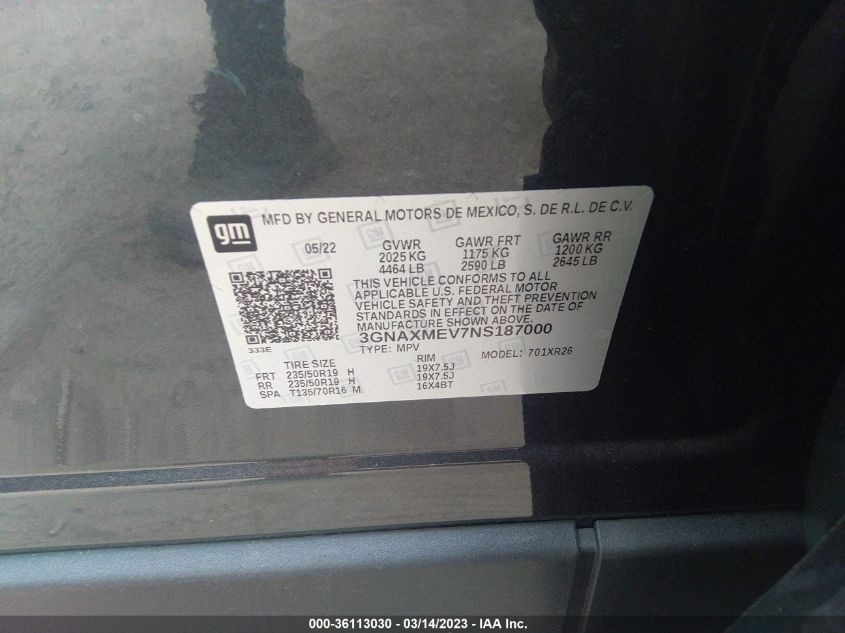 gm
MFD BY GENERAL MOTORS DE MEXICO, S. DE R.L. DE C.V.
05/22 GVWR GAWR FRT GAWR RR
2025 KG 1175 KG 1200 KG
4464 LB 2590 LB 2645 LB
THIS VEHICLE CONFORMS TO ALL
APPLICABLE U.S. FEDERAL MOTOR
VEHICLE SAFETY AND THEFT PREVENTION
STANDARDS IN EFFECT ON THE DATE OF
MANUFACTURE SHOWN ABOVE.
333E 3GNAXMEV7NS187000
TYPE: MPV MODEL: 701XR26
TIRE SIZE RIM
FRT 235/50R19 H 19X7.5J
RR 235/50R19 H 19X7.5J
SPA T135/70R16 M 16X4BT
000-36113030 - 03/14/2023 - IAA Inc.